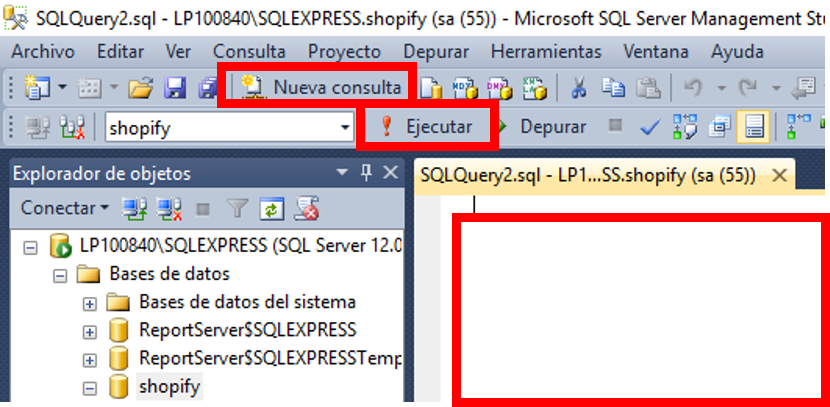 SQLQuery2.sql - LP100840\SQLEXPRESS.shopify (sa (55)) - Microsoft SQL Server Management Stu
Archivo Editar Ver Consulta Proyecto Depurar Herramientas Ventana Ayuda
Nueva consulta
shopify Ejecutar Depurar
Explorador de objetos
SQLQuery2.sql - LP1...SS.shopify (sa (55))
Conectar
LP100840\SQLEXPRESS (SQL Server 12.0
Bases de datos
Bases de datos del sistema
ReportServer$SQLEXPRESS
ReportServer$SQLEXPRESSTemp
shopify